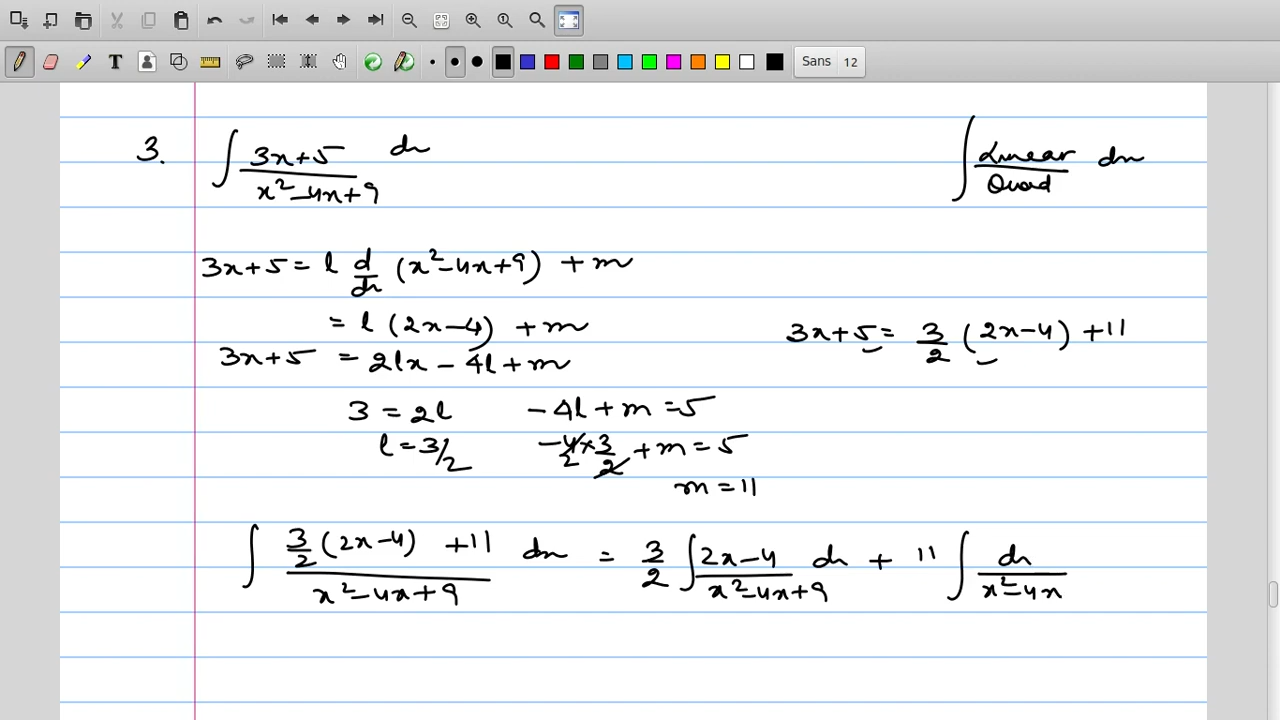 Sans 12
3. ∫ (3x+5)/(x²-4x+9) dx
∫ Linear/Quad dx
3x+5 = l d/dx (x²-4x+9) + m
= l (2x-4) + m
3x+5 = 3/2 (2x-4) + 11
3x+5 = 2lx - 4l + m
3 = 2l -4l + m = 5
l = 3/2 -4/2 × 3/2 + m = 5
m = 11
∫ (3/2 (2x-4) + 11)/(x²-4x+9) dx = 3/2 ∫ (2x-4)/(x²-4x+9) dx + 11 ∫ dx/(x²-4x)